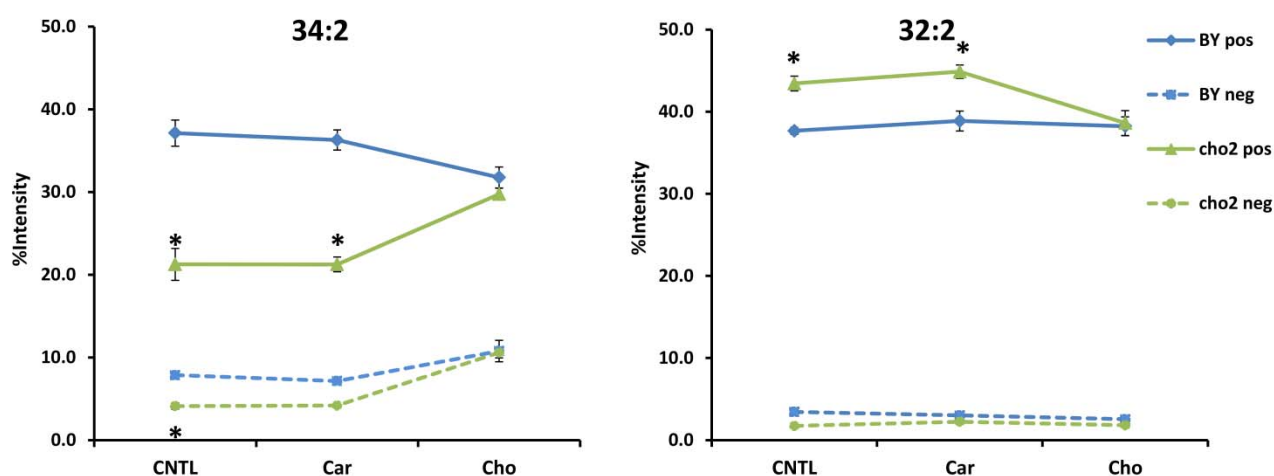 34:2
50.0
40.0
30.0
20.0
10.0
0.0
%Intensity
* *
*
CNTL Car Cho
32:2
50.0
40.0
30.0
20.0
10.0
0.0
%Intensity
* *
CNTL Car Cho
BY pos
BY neg
cho2 pos
cho2 neg